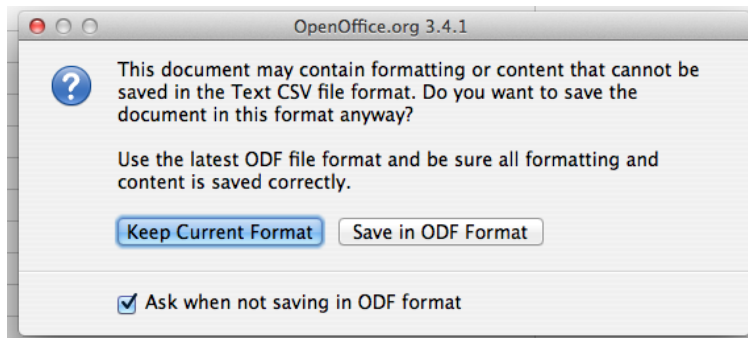 OpenOffice.org 3.4.1
This document may contain formatting or content that cannot be
saved in the Text CSV file format. Do you want to save the
document in this format anyway?
Use the latest ODF file format and be sure all formatting and
content is saved correctly.
Keep Current Format Save in ODF Format
Ask when not saving in ODF format